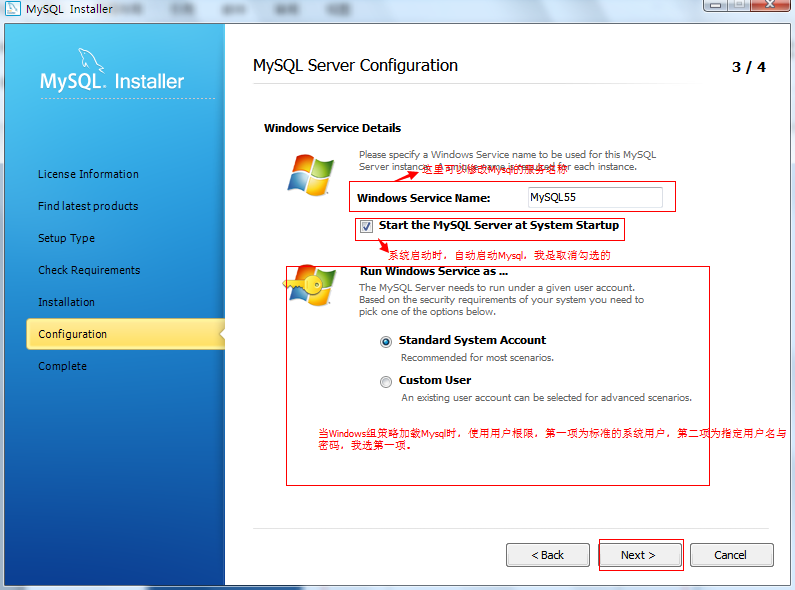 MySQL Installer
MySQL Installer
MySQL Server Configuration
3 / 4
License Information
Find latest products
Setup Type
Check Requirements
Installation
Configuration
Complete
Windows Service Details
Please specify a Windows Service name to be used for this MySQL
Server instance. A unique name is required for each instance.
这里可以修改Mysql的服务名称
Windows Service Name:
MySQL55
Start the MySQL Server at System Startup
系统启动时，自动启动Mysql，我是取消勾选的
Run Windows Service as ...
The MySQL Server needs to run under a given user account.
Based on the security requirements of your system you need to
pick one of the options below.
Standard System Account
Recommended for most scenarios.
Custom User
An existing user account can be selected for advanced scenarios.
当Windows组策略加载Mysql时，使用用户根限，第一项为标准的系统用户，第二项为指定用户名与
密码，我选第一项。
< Back
Next >
Cancel